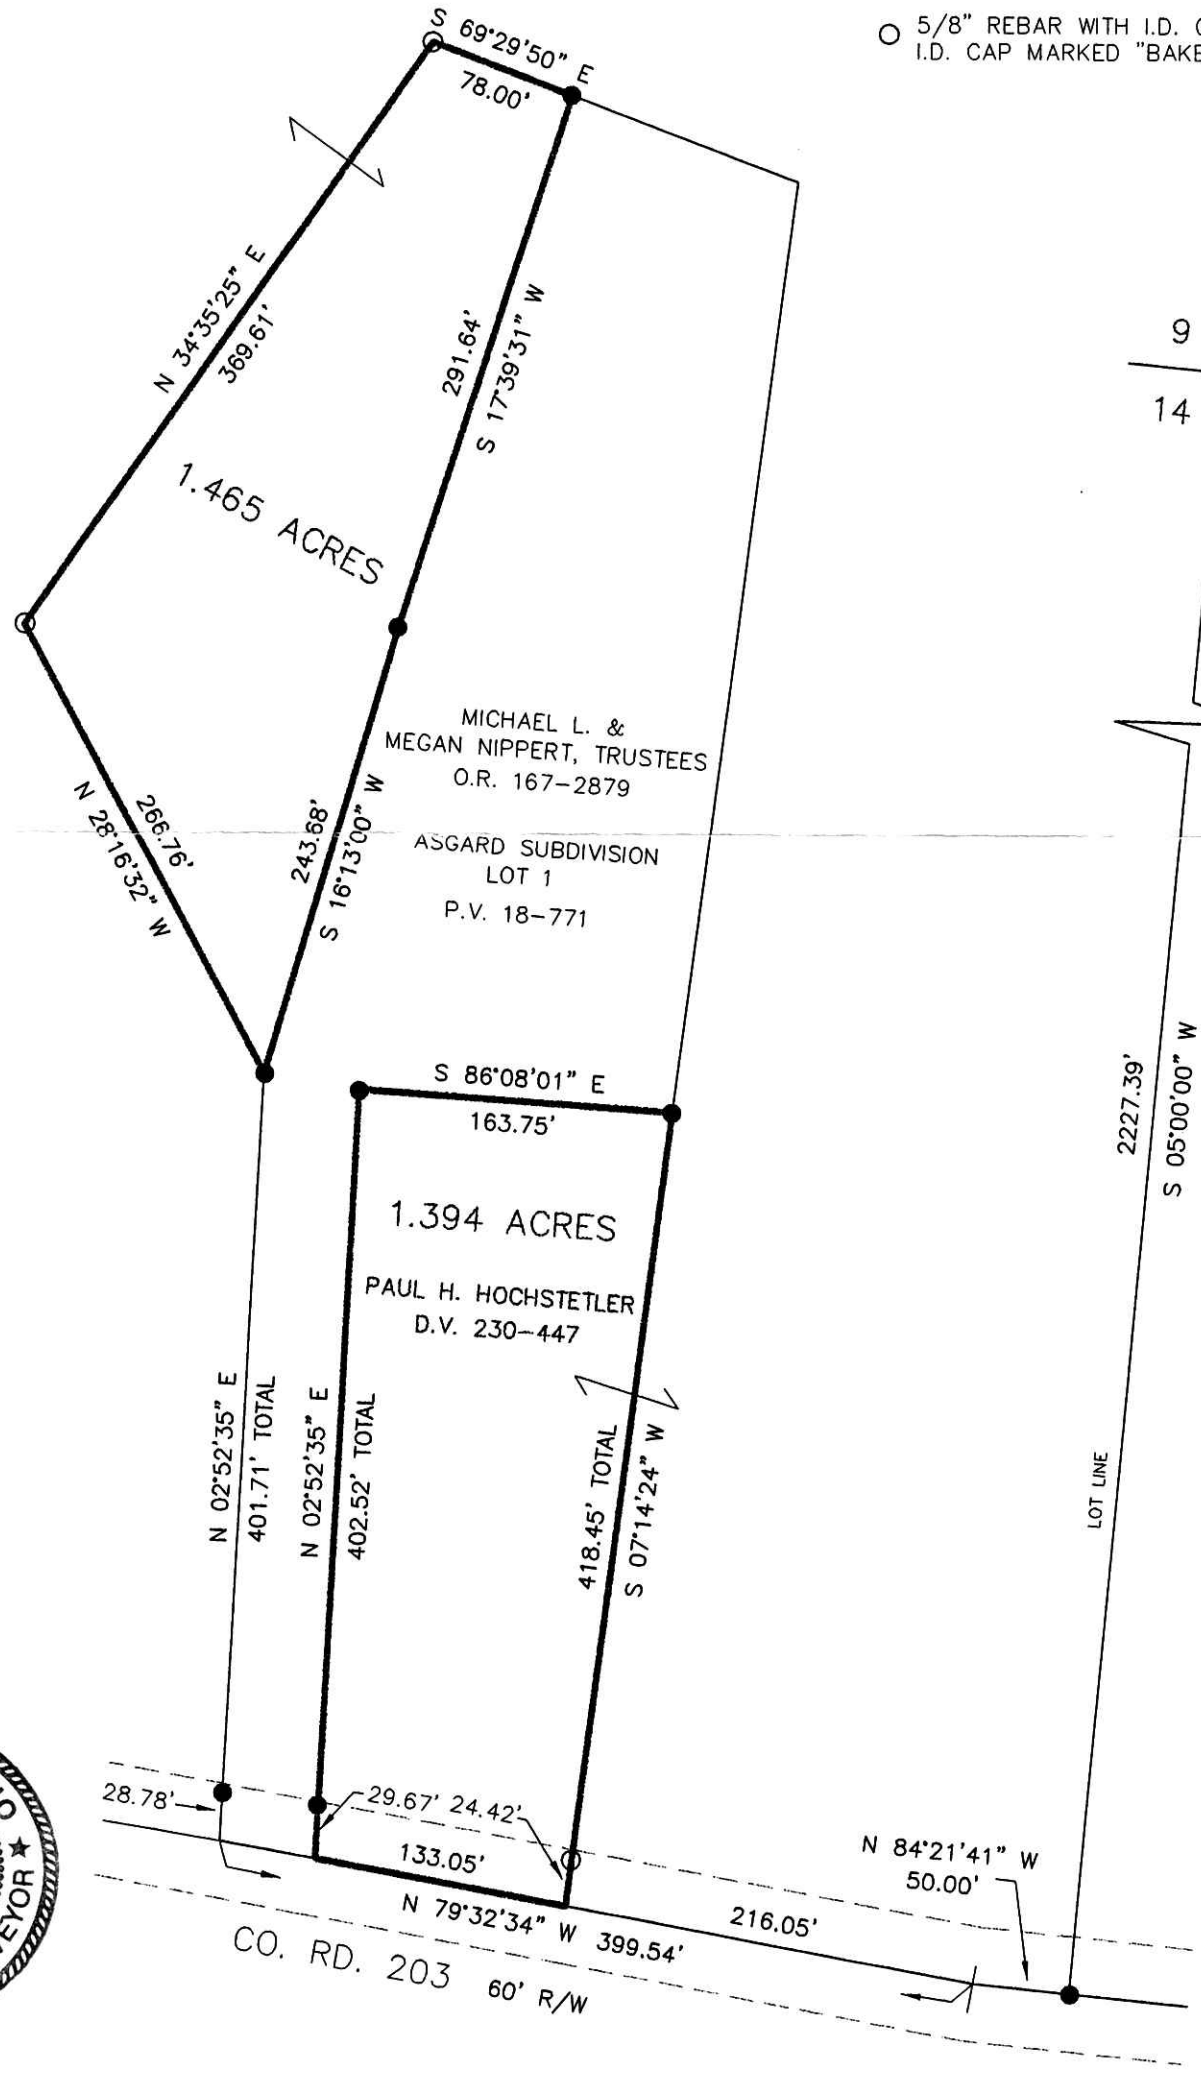 S 69°29'50" E
78.00'
5/8" REBAR WITH I.D.
I.D. CAP MARKED
N 34°35'25" E
369.61'
291.64'
S 17°39'31" W
9
14
1.465 ACRES
MICHAEL L. &
MEGAN NIPPERT, TRUSTEES
O.R. 167-2879
ASGARD SUBDIVISION
LOT 1
P.V. 18-771
266.76'
N 28°16'32" W
243.68'
S 16°13'00" W
2227.39'
S 05°00'00" W
LOT LINE
S 86°08'01" E
163.75'
1.394 ACRES
PAUL H. HOCHSTETLER
D.V. 230-447
N 02°52'35" E
401.71' TOTAL
N 02°52'35" E
402.52' TOTAL
418.45' TOTAL
S 07°14'24" W
28.78'
29.67' 24.42'
133.05'
N 79°32'34" W 399.54'
216.05'
N 84°21'41" W
50.00'
CO. RD. 203 60' R/W